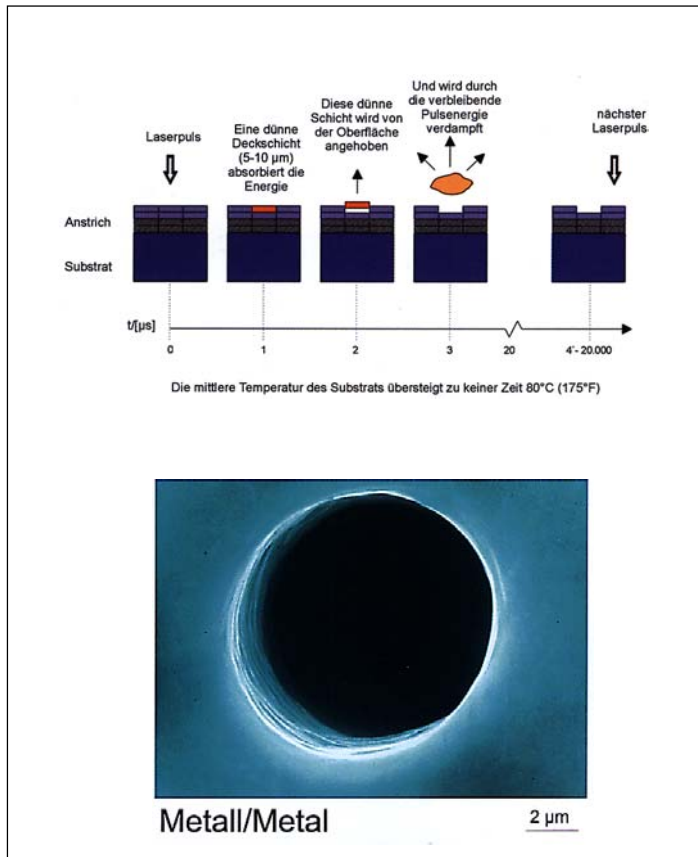 Laserpuls
Eine dünne
Deckschicht
(5-10 µm)
absorbiert die
Energie
Diese dünne
Schicht wird von
der Oberfläche
angehoben
Und wird durch
die verbleibende
Pulsenergie
verdampft
nächster
Laserpuls
Anstrich
Substrat
t/[µs]
0
1
2
3
20
4'- 20.000
Die mittlere Temperatur des Substrats übersteigt zu keiner Zeit 80°C (175°F)
Metall/Metal
2 µm